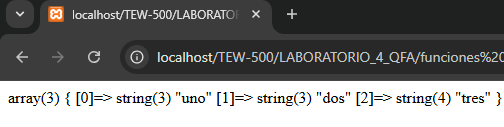 localhost/TEW-500/LABORATO
localhost/TEW-500/LABORATORIO_4_QFA/funciones%20
array(3) { [0]=> string(3) "uno" [1]=> string(3) "dos" [2]=> string(4) "tres" }